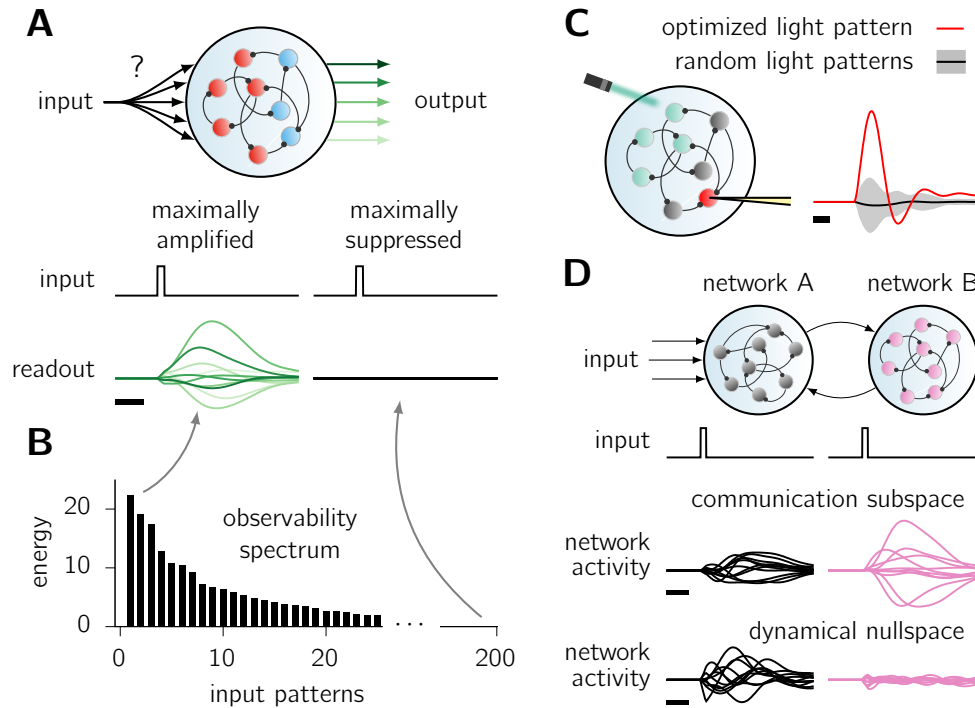 A
?
input
output
maximally
amplified
maximally
suppressed
input
readout
B
energy
20
10
0
observability
spectrum
...
0
10
20
200
input patterns
C
optimized light pattern
random light patterns
D
network A
network B
input
input
communication subspace
network
activity
dynamical nullspace
network
activity